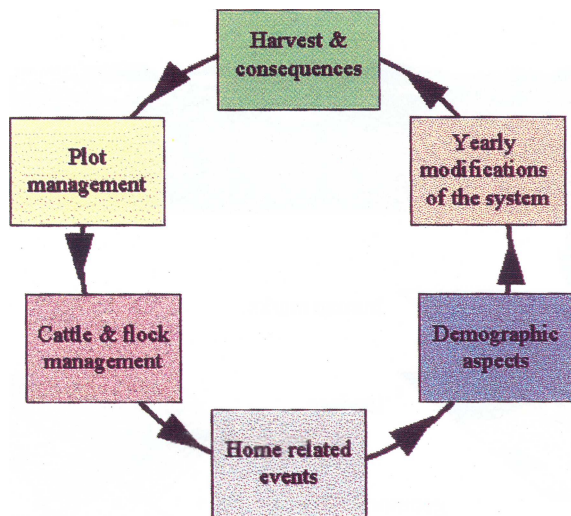 Harvest &
consequences
Plot
management
Yearly
modifications
of the system
Cattle & flock
management
Demographic
aspects
Home related
events